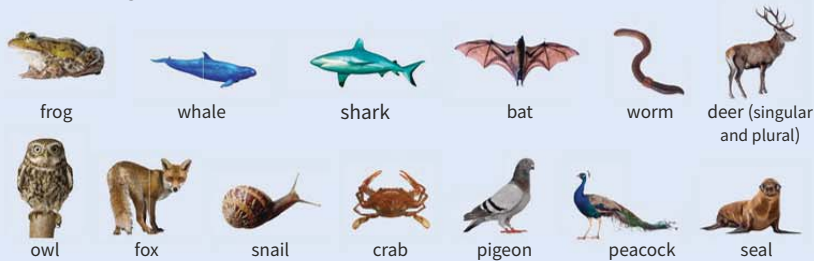 frog whale shark bat worm deer (singular
and plural)
owl fox snail crab pigeon peacock seal